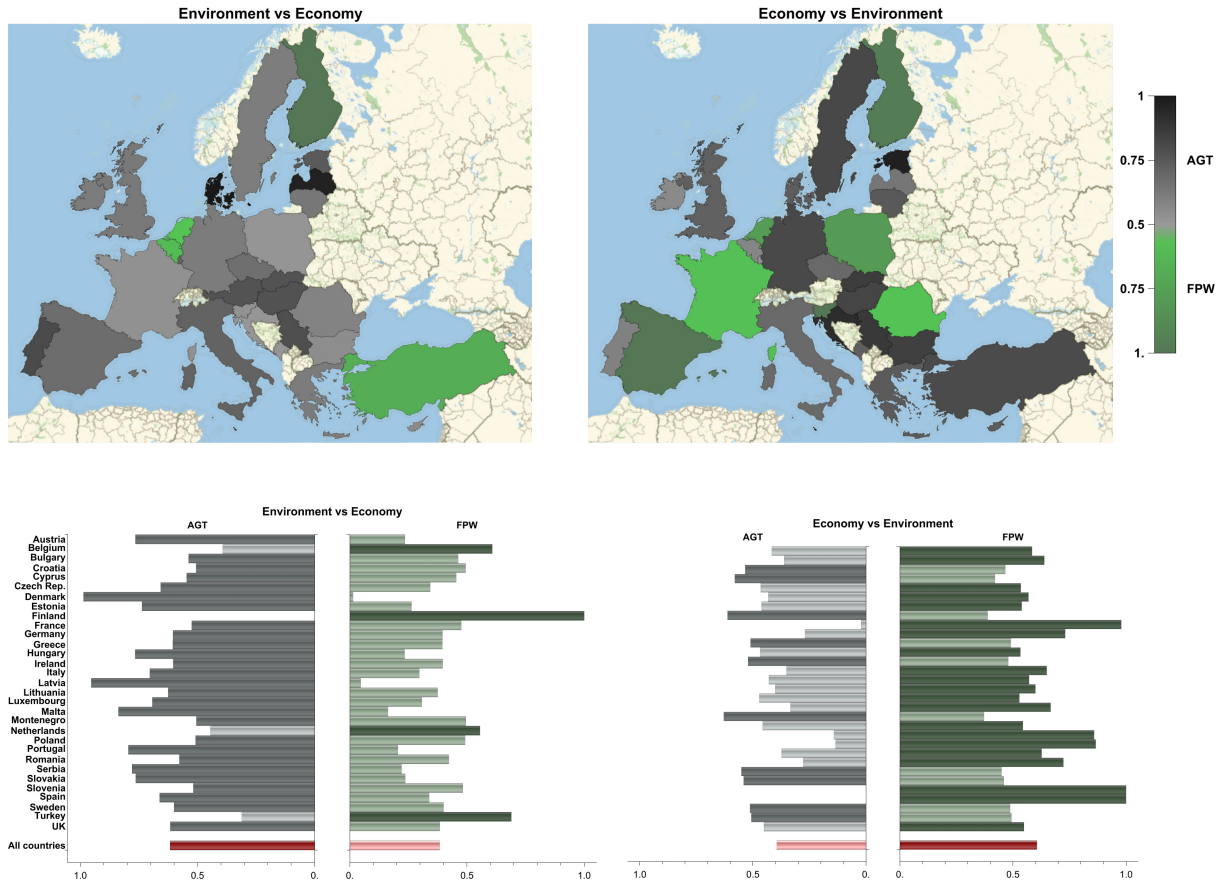 Environment vs Economy
Economy vs Environment
1
0.75
AGT
0.5
0.75
FPW
1.
Environment vs Economy
AGT
FPW
Economy vs Environment
AGT
FPW
Austria
Belgium
Bulgary
Croatia
Cyprus
Czech Rep.
Denmark
Estonia
Finland
France
Germany
Greece
Hungary
Ireland
Italy
Latvia
Lithuania
Luxembourg
Malta
Montenegro
Netherlands
Poland
Portugal
Romania
Serbia
Slovakia
Slovenia
Spain
Sweden
Turkey
UK
All countries
1.0 0.5 0. 0. 0.5 1.0
1.0 0.5 0. 0. 0.5 1.0